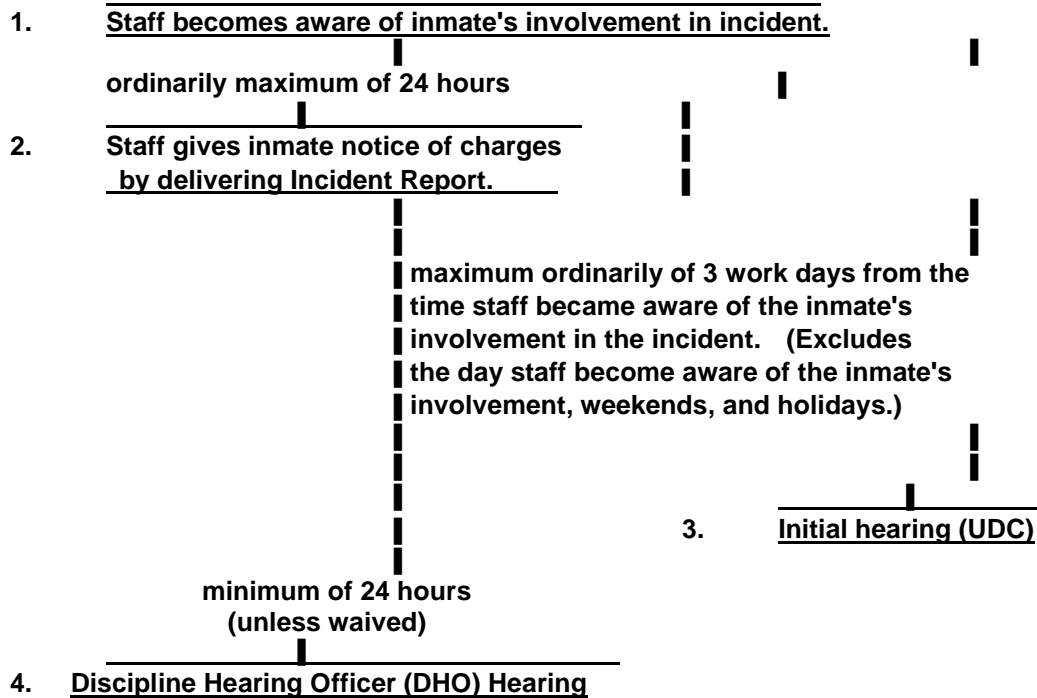 1. Staff becomes aware of inmate's involvement in incident.
ordinarily maximum of 24 hours
2. Staff gives inmate notice of charges
by delivering Incident Report.
maximum ordinarily of 3 work days from the
time staff became aware of the inmate's
involvement in the incident. (Excludes
the day staff become aware of the inmate's
involvement, weekends, and holidays.)
3. Initial hearing (UDC)
minimum of 24 hours
(unless waived)
4. Discipline Hearing Officer (DHO) Hearing